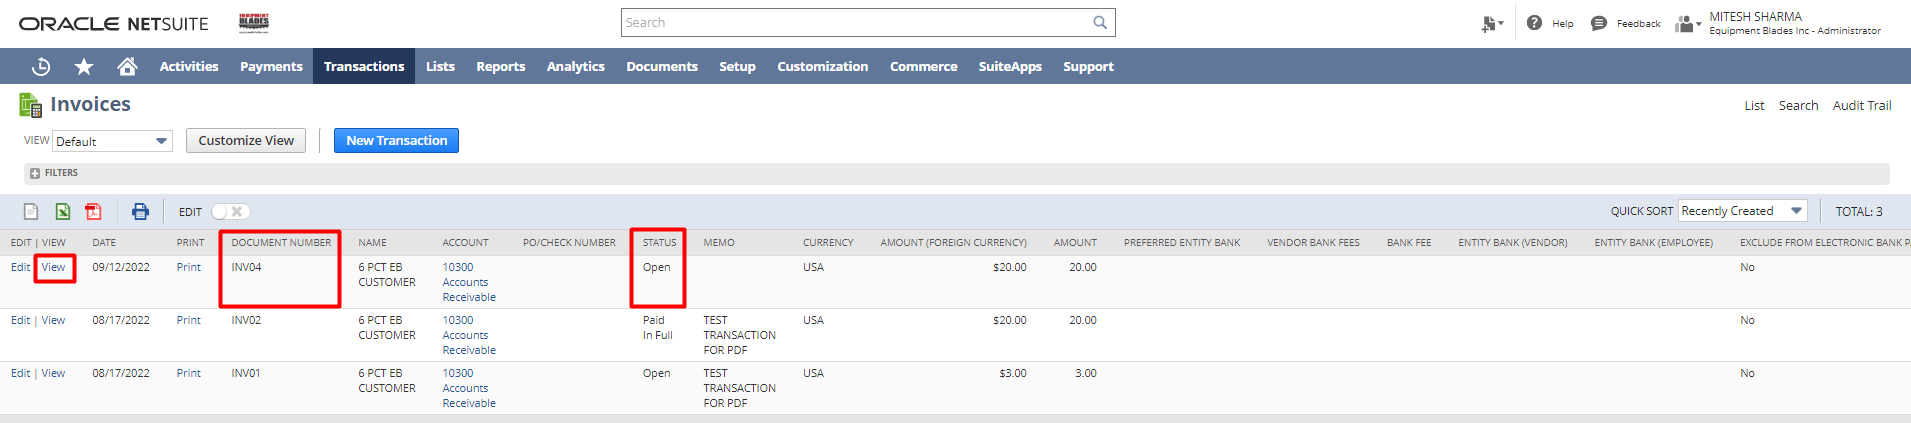 ORACLE NETSUITE
EQUIPMENT
BLADES
Search
Help
Feedback
MITESH SHARMA
Equipment Blades Inc - Administrator
Activities Payments Transactions Lists Reports Analytics Documents Setup Customization Commerce SuiteApps Support
Invoices
List Search Audit Trail
VIEW Default Customize View New Transaction
FILTERS
EDIT QUICK SORT Recently Created TOTAL: 3
EDIT | VIEW DATE PRINT DOCUMENT NUMBER NAME ACCOUNT PO/CHECK NUMBER STATUS MEMO CURRENCY AMOUNT (FOREIGN CURRENCY) AMOUNT PREFERRED ENTITY BANK VENDOR BANK FEES BANK FEE ENTITY BANK (VENDOR) ENTITY BANK (EMPLOYEE) EXCLUDE FROM ELECTRONIC BANK P
Edit | View 09/12/2022 Print INV04 6 PCT EB 10300 Open USA $20.00 20.00 No
CUSTOMER Accounts
Receivable
Edit | View 08/17/2022 Print INV02 6 PCT EB 10300 Paid TEST USA $20.00 20.00 No
CUSTOMER Accounts In Full TRANSACTION
Receivable FOR PDF
Edit | View 08/17/2022 Print INV01 6 PCT EB 10300 Open TEST USA $3.00 3.00 No
CUSTOMER Accounts TRANSACTION
Receivable FOR PDF